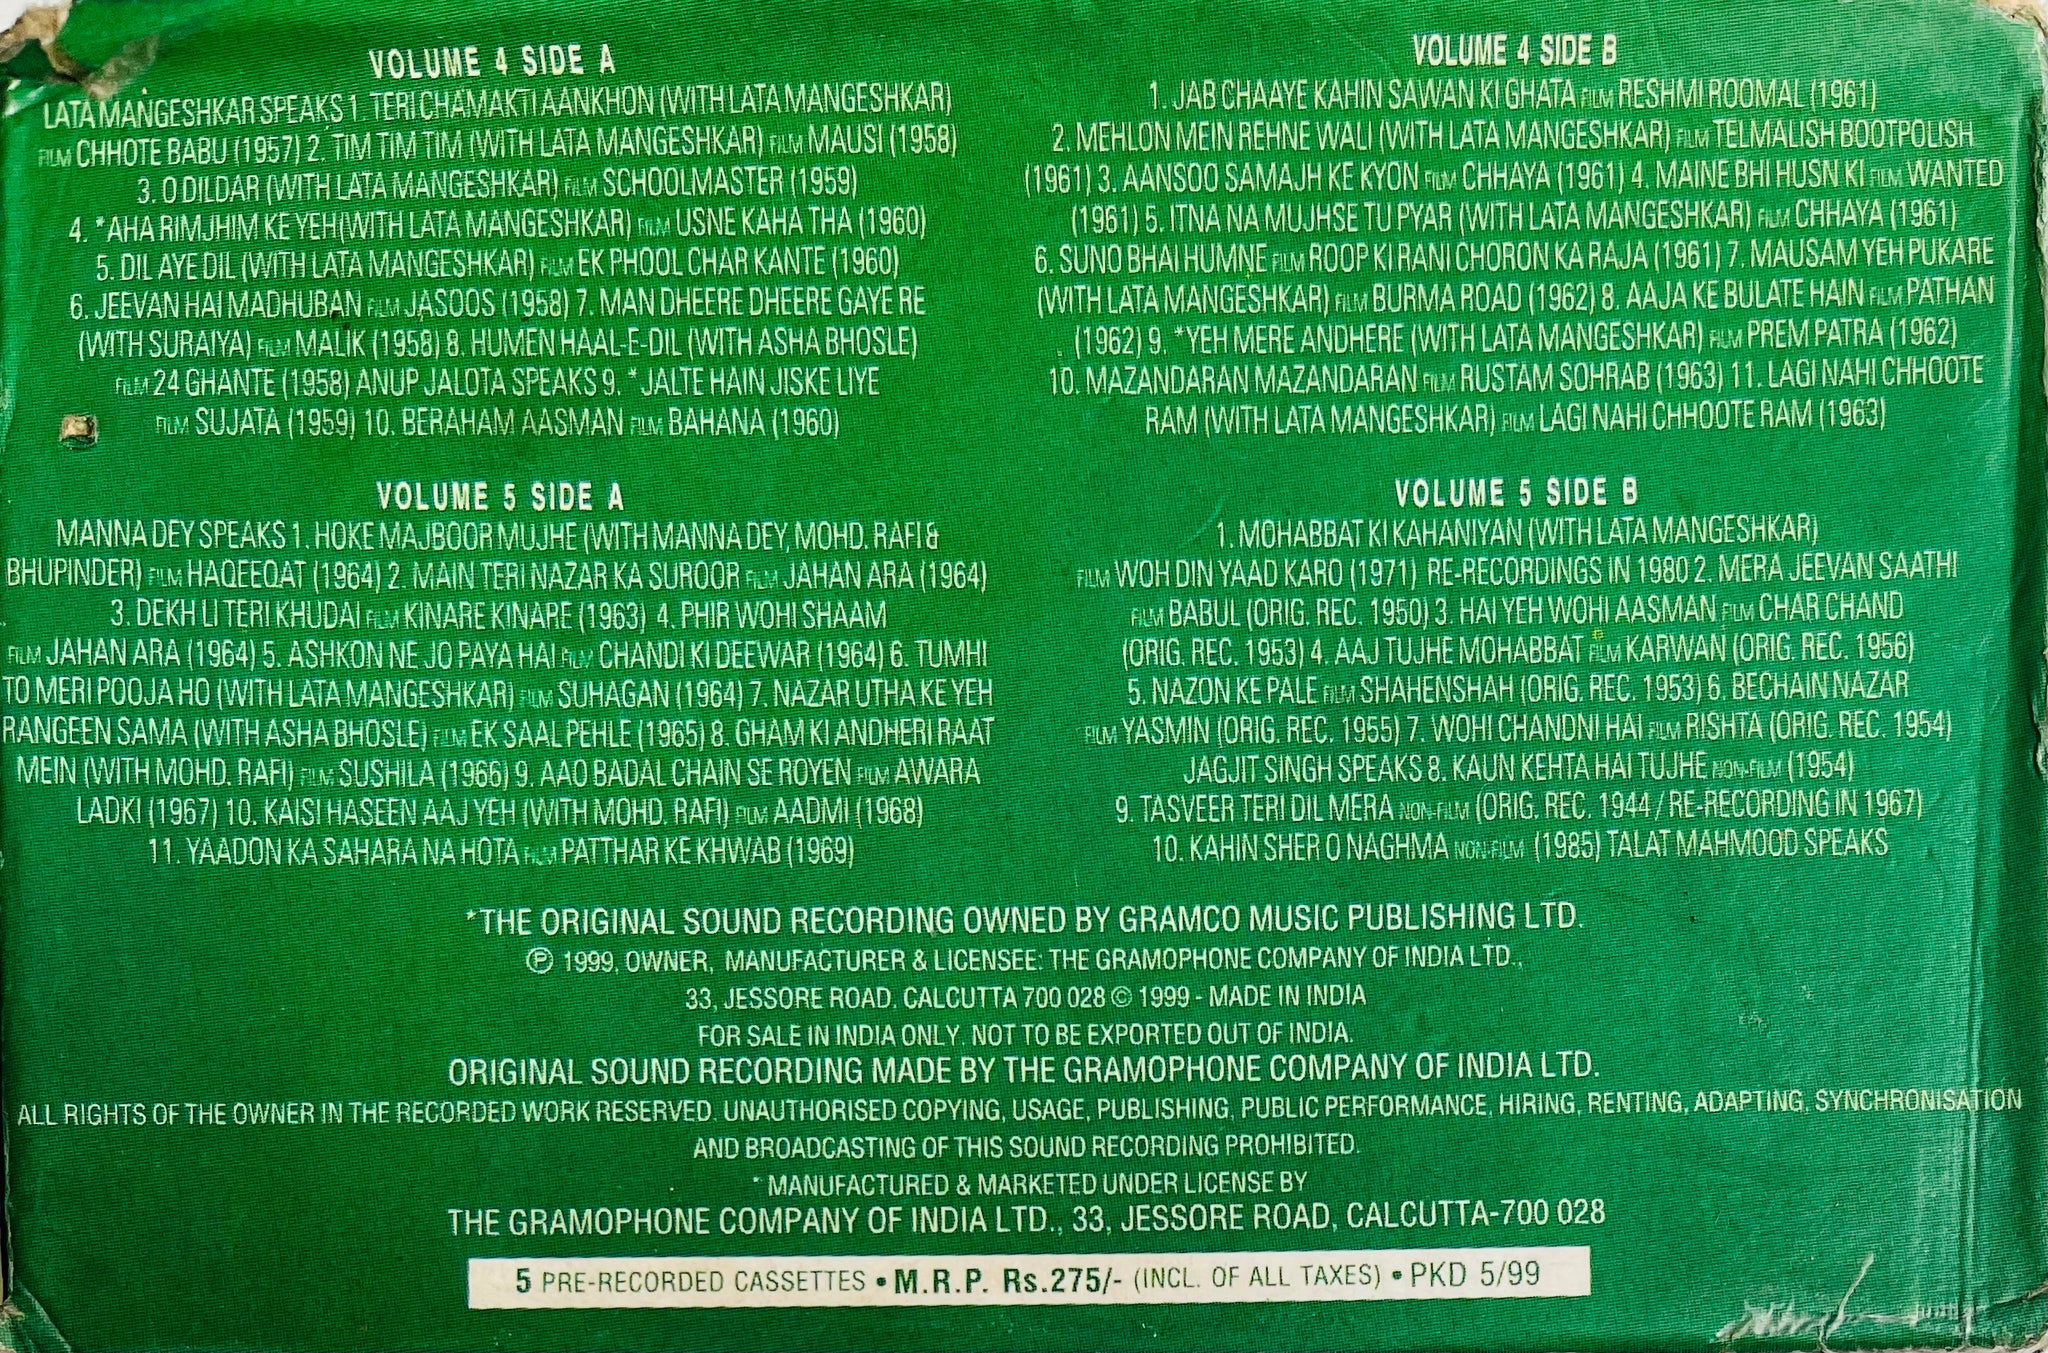 VOLUME 4 SIDE A
LATA MANGESHKAR SPEAKS 1. TERI CHAMAKTI AANKHON (WITH LATA MANGESHKAR)
FILM CHHOTE BABU (1957) 2. TIM TIM TIM (WITH LATA MANGESHKAR) FILM MAUSI (1958)
3. O DILDAR (WITH LATA MANGESHKAR) FILM SCHOOLMASTER (1959)
4. *AHA RIMJHIM KE YEH(WITH LATA MANGESHKAR) FILM USNE KAHA THA (1960)
5. DIL AYE DIL (WITH LATA MANGESHKAR) FILM EK PHOOL CHAR KANTE (1960)
6. JEEVAN HAI MADHUBAN FILM JASOOS (1958) 7. MAN DHEERE DHEERE GAYE RE
(WITH SURAIYA) FILM MALIK (1958) 8. HUMEN HAAL-E-DIL (WITH ASHA BHOSLE)
FILM 24 GHANTE (1958) ANUP JALOTA SPEAKS 9. *JALTE HAIN JISKE LIYE
FILM SUJATA (1959) 10. BERAHAM AASMAN FILM BAHANA (1960)
VOLUME 4 SIDE B
1. JAB CHAAYE KAHIN SAWAN KI GHATA FILM RESHMI ROOMAL (1961)
2. MEHLON MEIN REHNE WALI (WITH LATA MANGESHKAR) FILM TELMALISH BOOTPOLISH
(1961) 3. AANSOO SAMAJH KE KYON FILM CHHAYA (1961) 4. MAINE BHI HUSN KI FILM WANTED
(1961) 5. ITNA NA MUJHSE TU PYAR (WITH LATA MANGESHKAR) FILM CHHAYA (1961)
6. SUNO BHAI HUMNE FILM ROOP KI RANI CHORON KA RAJA (1961) 7. MAUSAM YEH PUKARE
(WITH LATA MANGESHKAR) FILM BURMA ROAD (1962) 8. AAJA KE BULATE HAIN FILM PATHAN
(1962) 9. *YEH MERE ANDHERE (WITH LATA MANGESHKAR) FILM PREM PATRA (1962)
10. MAZANDARAN MAZANDARAN FILM RUSTAM SOHRAB (1963) 11. LAGI NAHI CHHOOTE
RAM (WITH LATA MANGESHKAR) FILM LAGI NAHI CHHOOTE RAM (1963)
VOLUME 5 SIDE A
MANNA DEY SPEAKS 1. HOKE MAJBOOR MUJHE (WITH MANNA DEY, MOHD. RAFI &
BHUPINDER) FILM HAQEEQAT (1964) 2. MAIN TERI NAZAR KA SUROOR FILM JAHAN ARA (1964)
3. DEKH LI TERI KHUDAI FILM KINARE KINARE (1963) 4. PHIR WOHI SHAAM
FILM JAHAN ARA (1964) 5. ASHKON NE JO PAYA HAI FILM CHANDI KI DEEWAR (1964) 6. TUMHI
TO MERI POOJA HO (WITH LATA MANGESHKAR) FILM SUHAGAN (1964) 7. NAZAR UTHA KE YEH
RANGEEN SAMA (WITH ASHA BHOSLE) FILM EK SAAL PEHLE (1965) 8. GHAM KI ANDHERI RAAT
MEIN (WITH MOHD. RAFI) FILM SUSHILA (1966) 9. AAO BADAL CHAIN SE ROYEN FILM AWARA
LADKI (1967) 10. KAISI HASEEN AAJ YEH (WITH MOHD. RAFI) FILM AADMI (1968)
11. YAADON KA SAHARA NA HOTA FILM PATTHAR KE KHWAB (1969)
VOLUME 5 SIDE B
1. MOHABBAT KI KAHANIYAN (WITH LATA MANGESHKAR)
FILM WOH DIN YAAD KARO (1971) RE-RECORDINGS IN 1980 2. MERA JEEVAN SAATHI
FILM BABUL (ORIG. REC. 1950) 3. HAI YEH WOHI AASMAN FILM CHAR CHAND
(ORIG. REC. 1953) 4. AAJ TUJHE MOHABBAT FILM KARWAN (ORIG. REC. 1956)
5. NAZON KE PALE FILM SHAHENSHAH (ORIG. REC. 1953) 6. BECHAIN NAZAR
FILM YASMIN (ORIG. REC. 1955) 7. WOHI CHANDNI HAI FILM RISHTA (ORIG. REC. 1954)
JAGJIT SINGH SPEAKS 8. KAUN KEHTA HAI TUJHE NON-FILM (1954)
9. TASVEER TERI DIL MERA NON-FILM (ORIG. REC. 1944 / RE-RECORDING IN 1967)
10. KAHIN SHER O NAGHMA NON-FILM (1985) TALAT MAHMOOD SPEAKS
*THE ORIGINAL SOUND RECORDING OWNED BY GRAMCO MUSIC PUBLISHING LTD.
℗ 1999, OWNER, MANUFACTURER & LICENSEE: THE GRAMOPHONE COMPANY OF INDIA LTD.,
33, JESSORE ROAD, CALCUTTA 700 028 © 1999 - MADE IN INDIA
FOR SALE IN INDIA ONLY. NOT TO BE EXPORTED OUT OF INDIA.
ORIGINAL SOUND RECORDING MADE BY THE GRAMOPHONE COMPANY OF INDIA LTD.
ALL RIGHTS OF THE OWNER IN THE RECORDED WORK RESERVED. UNAUTHORISED COPYING, USAGE, PUBLISHING, PUBLIC PERFORMANCE, HIRING, RENTING, ADAPTING, SYNCHRONISATION
AND BROADCASTING OF THIS SOUND RECORDING PROHIBITED.
* MANUFACTURED & MARKETED UNDER LICENSE BY
THE GRAMOPHONE COMPANY OF INDIA LTD., 33, JESSORE ROAD, CALCUTTA-700 028
5 PRE-RECORDED CASSETTES • M.R.P. Rs.275/- (INCL. OF ALL TAXES) • PKD 5/99